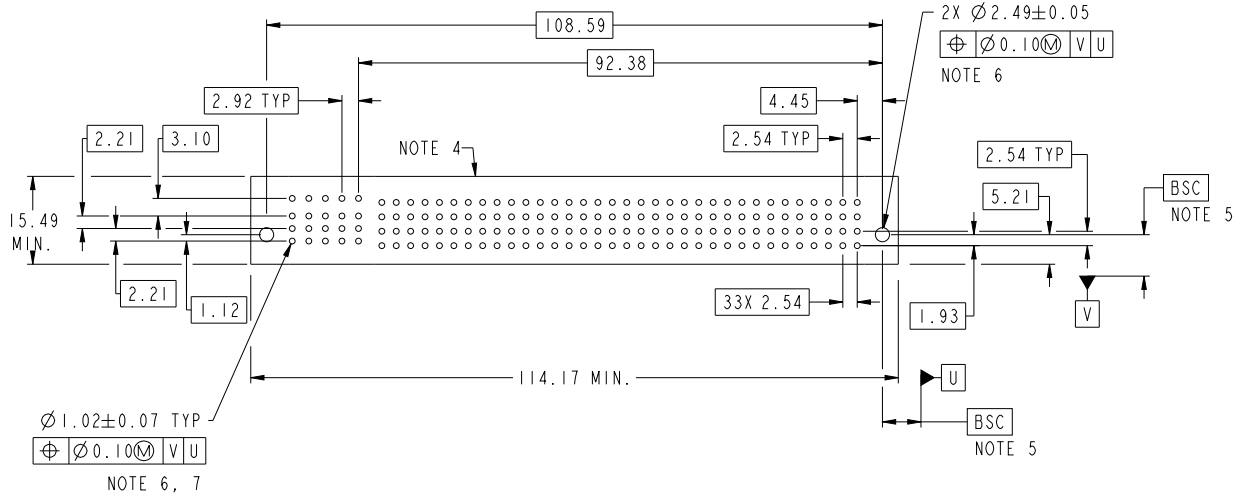 108.59
2X Ø2.49±0.05
⌖ Ø0.10Ⓜ V U
NOTE 6
92.38
2.92 TYP
4.45
2.21
3.10
NOTE 4
2.54 TYP
2.54 TYP
5.21
BSC
NOTE 5
15.49
MIN.
2.21
1.12
33X 2.54
1.93
V
114.17 MIN.
U
BSC
NOTE 5
Ø1.02±0.07 TYP
⌖ Ø0.10Ⓜ V U
NOTE 6, 7